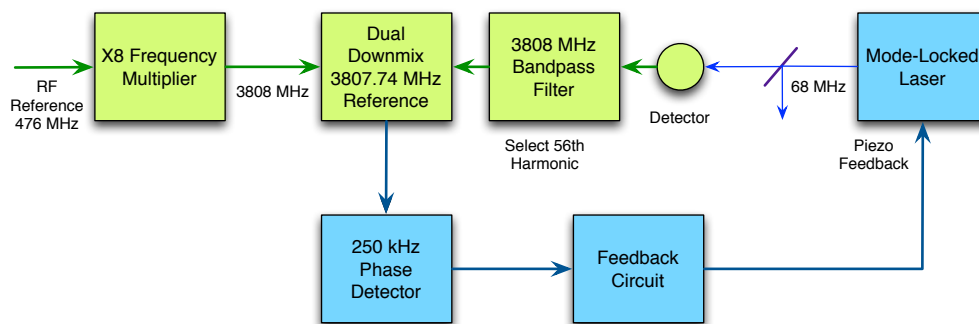 X8 Frequency
Multiplier
Dual
Downmix
3807.74 MHz
Reference
3808 MHz
Bandpass
Filter
Mode-Locked
Laser
RF
Reference
476 MHz
3808 MHz
Select 56th
Harmonic
Detector
68 MHz
Piezo
Feedback
250 kHz
Phase
Detector
Feedback
Circuit